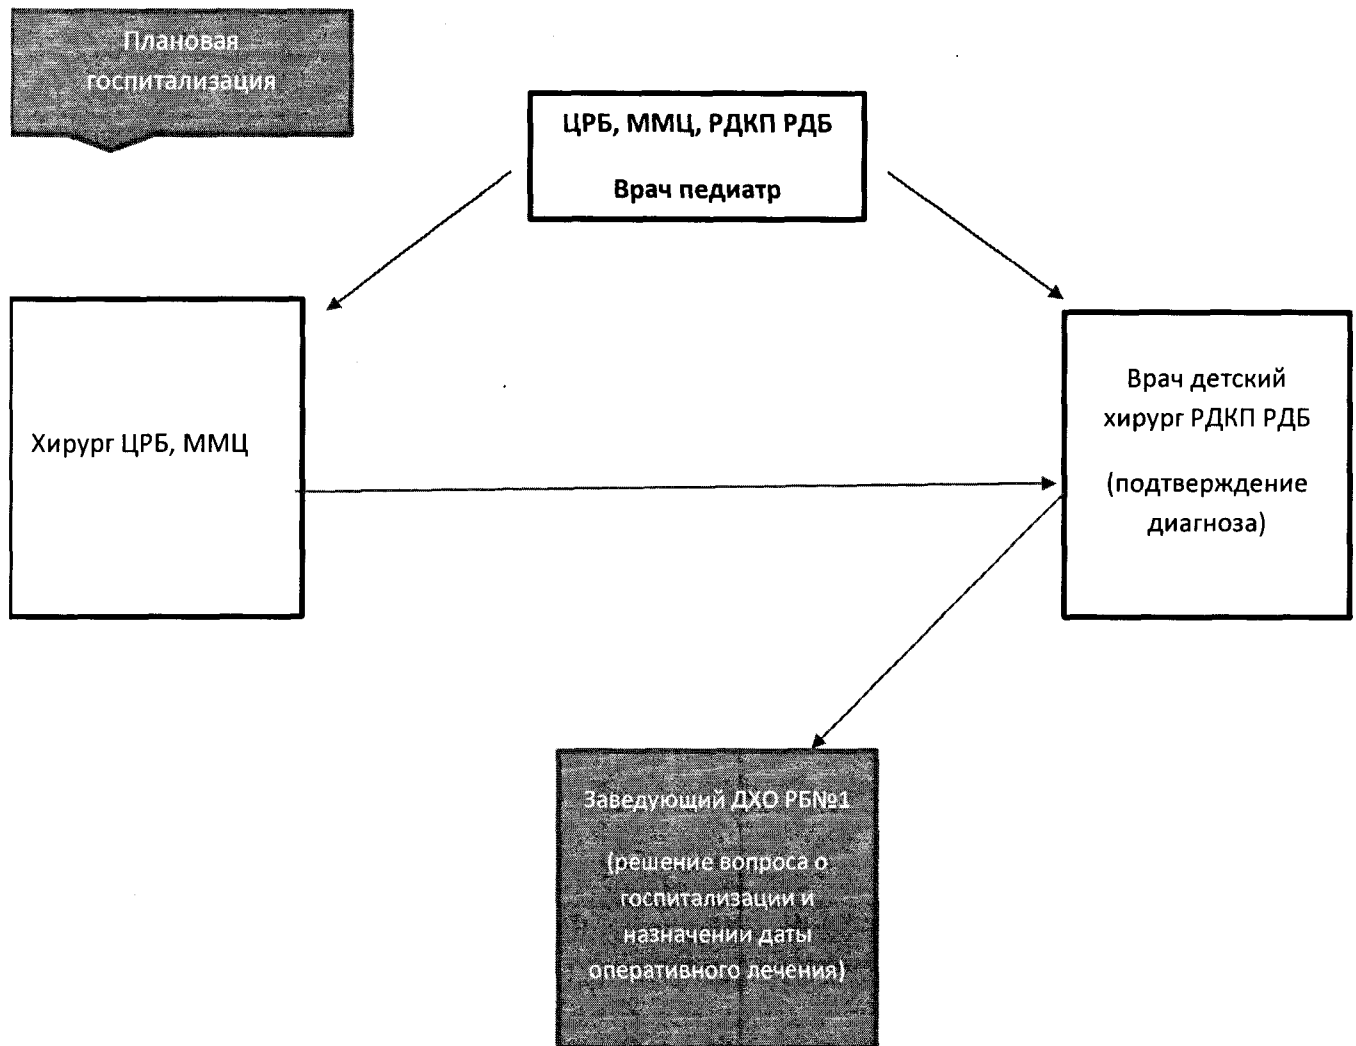 Плановая
госпитализация
ЦРБ, ММЦ, РДКП РДБ
Врач педиатр
Хирург ЦРБ, ММЦ
Врач детский
хирург РДКП РДБ
(подтверждение
диагноза)
Заведующий ДХО РБ№1
(решение вопроса о
госпитализации и
назначении даты
оперативного лечения)